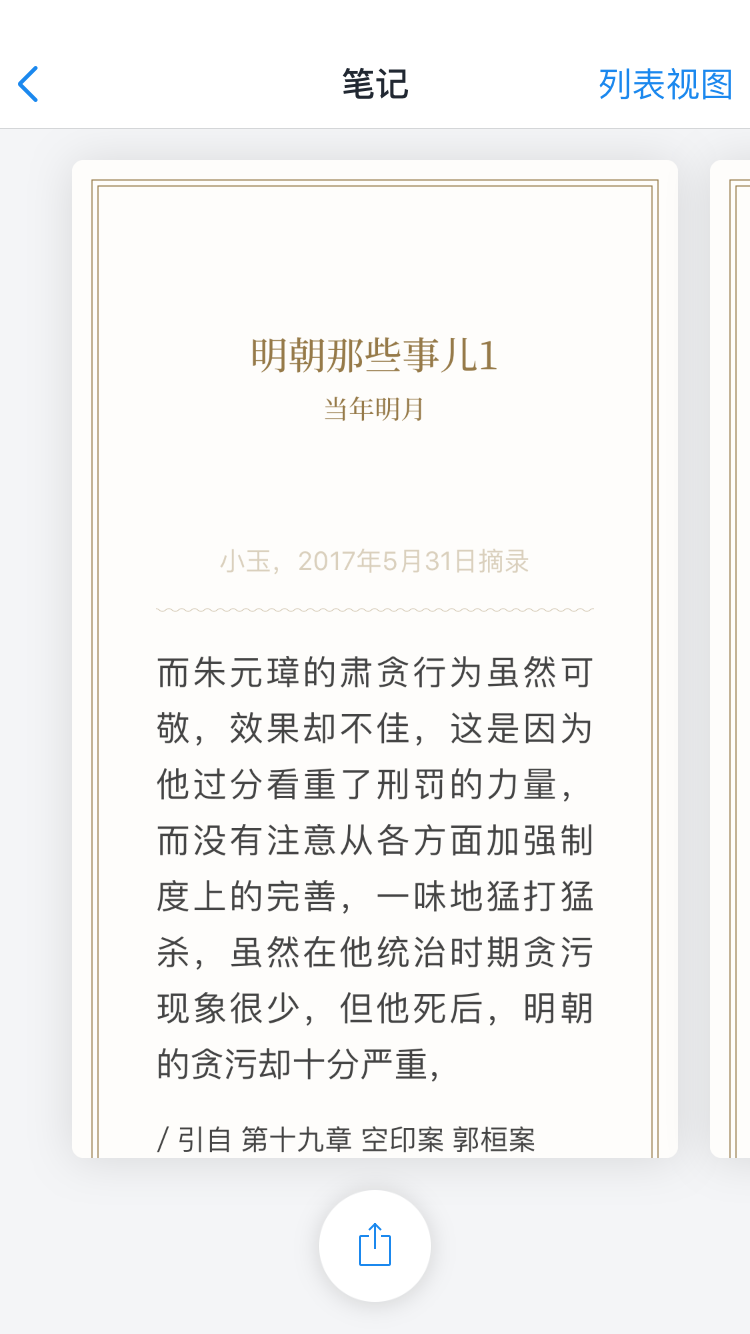 笔记
列表视图
明朝那些事儿1
当年明月
小玉，2017年5月31日摘录
而朱元璋的肃贪行为虽然可
敬，效果却不佳，这是因为
他过分看重了刑罚的力量，
而没有注意从各方面加强制
度上的完善，一味地猛打猛
杀，虽然在他统治时期贪污
现象很少，但他死后，明朝
的贪污却十分严重，
/ 引自 第十九章 空印案 郭桓案